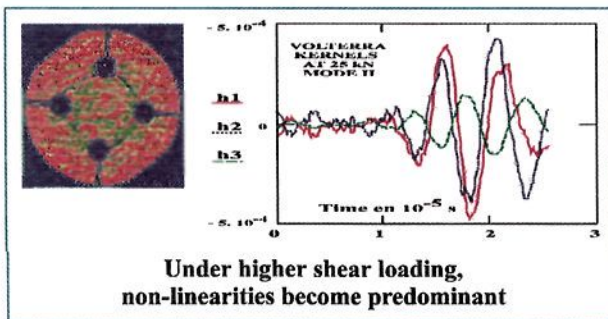 - 5. 10-4
VOLTERRA
KERNELS
AT 25 kN
MODE II
h1
h2
h3
0
Time en 10-5 s
- 5. 10-4
0
1
2
3
Under higher shear loading,
non-linearities become predominant